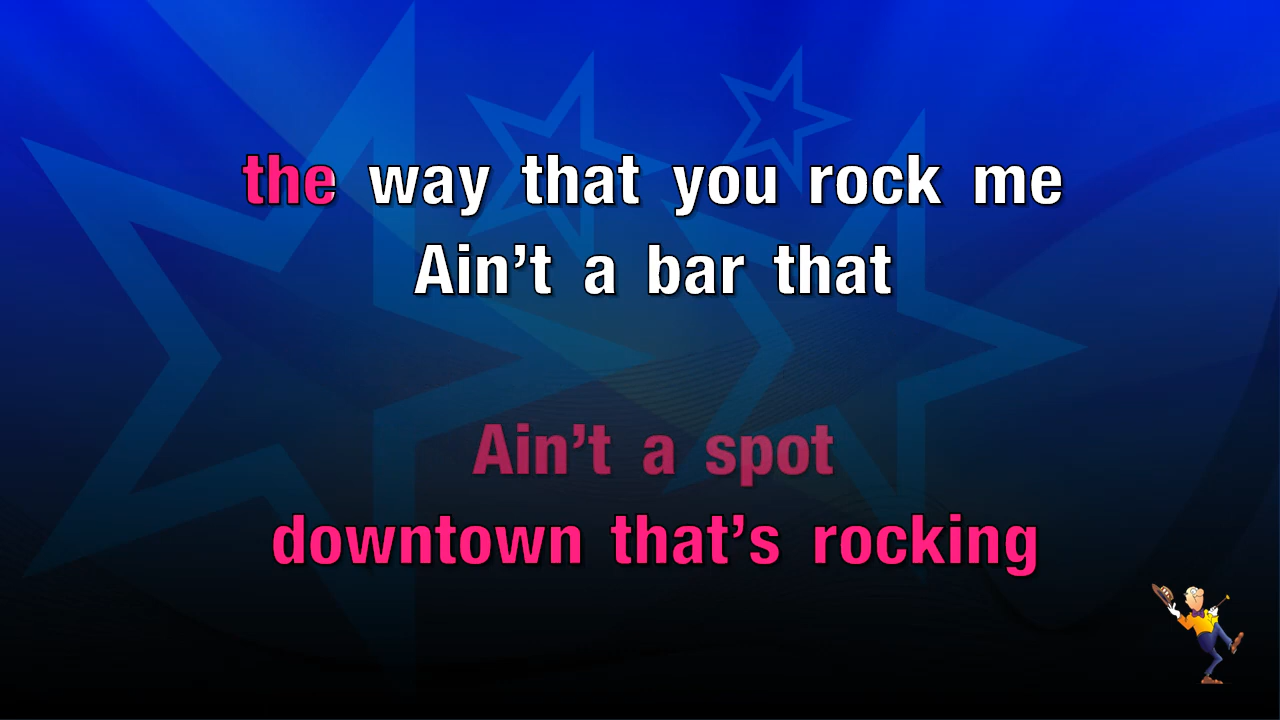 the way that you rock me
Ain't a bar that
Ain't a spot
downtown that's rocking